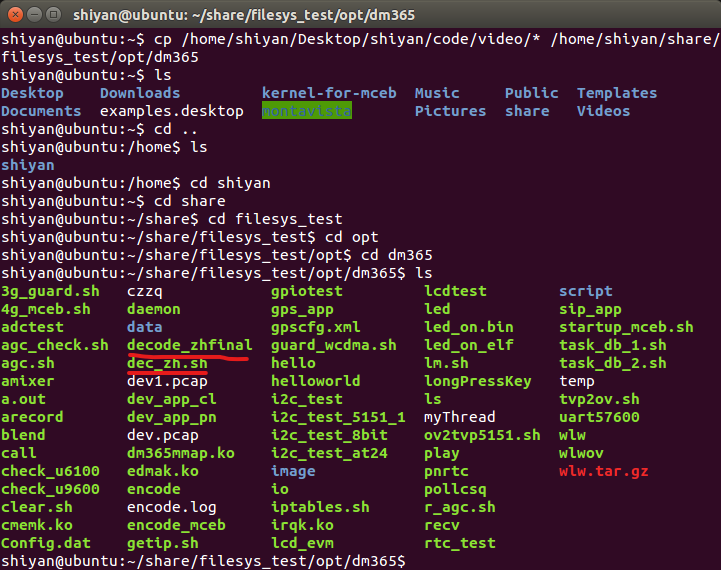 shiyan@ubuntu: ~/share/filesys_test/opt/dm365
shiyan@ubuntu:~$ cp /home/shiyan/Desktop/shiyan/code/video/* /home/shiyan/share/
filesys_test/opt/dm365
shiyan@ubuntu:~$ ls
Desktop Downloads kernel-for-mceb Music Public Templates
Documents examples.desktop montavista Pictures share Videos
shiyan@ubuntu:~$ cd ..
shiyan@ubuntu:/home$ ls
shiyan
shiyan@ubuntu:/home$ cd shiyan
shiyan@ubuntu:~$ cd share
shiyan@ubuntu:~/share$ cd filesys_test
shiyan@ubuntu:~/share/filesys_test$ cd opt
shiyan@ubuntu:~/share/filesys_test/opt$ cd dm365
shiyan@ubuntu:~/share/filesys_test/opt/dm365$ ls
3g_guard.sh czzq gpiotest lcdtest script
4g_mceb.sh daemon gps_app led sip_app
adctest data gpscfg.xml led_on.bin startup_mceb.sh
agc_check.sh decode_zhfinal guard_wcdma.sh led_on_elf task_db_1.sh
agc.sh dec_zh.sh hello lm.sh task_db_2.sh
amixer dev1.pcap helloworld longPressKey temp
a.out dev_app_cl i2c_test ls tvp2ov.sh
arecord dev_app_pn i2c_test_5151_1 myThread uart57600
blend dev.pcap i2c_test_8bit ov2tvp5151.sh wlw
call dm365mmap.ko i2c_test_at24 play wlwov
check_u6100 edmak.ko image pnrtc wlw.tar.gz
check_u9600 encode io pollcsq
clear.sh encode.log iptables.sh r_agc.sh
cmemk.ko encode_mceb irqk.ko recv
Config.dat getip.sh lcd_evm rtc_test
shiyan@ubuntu:~/share/filesys_test/opt/dm365$